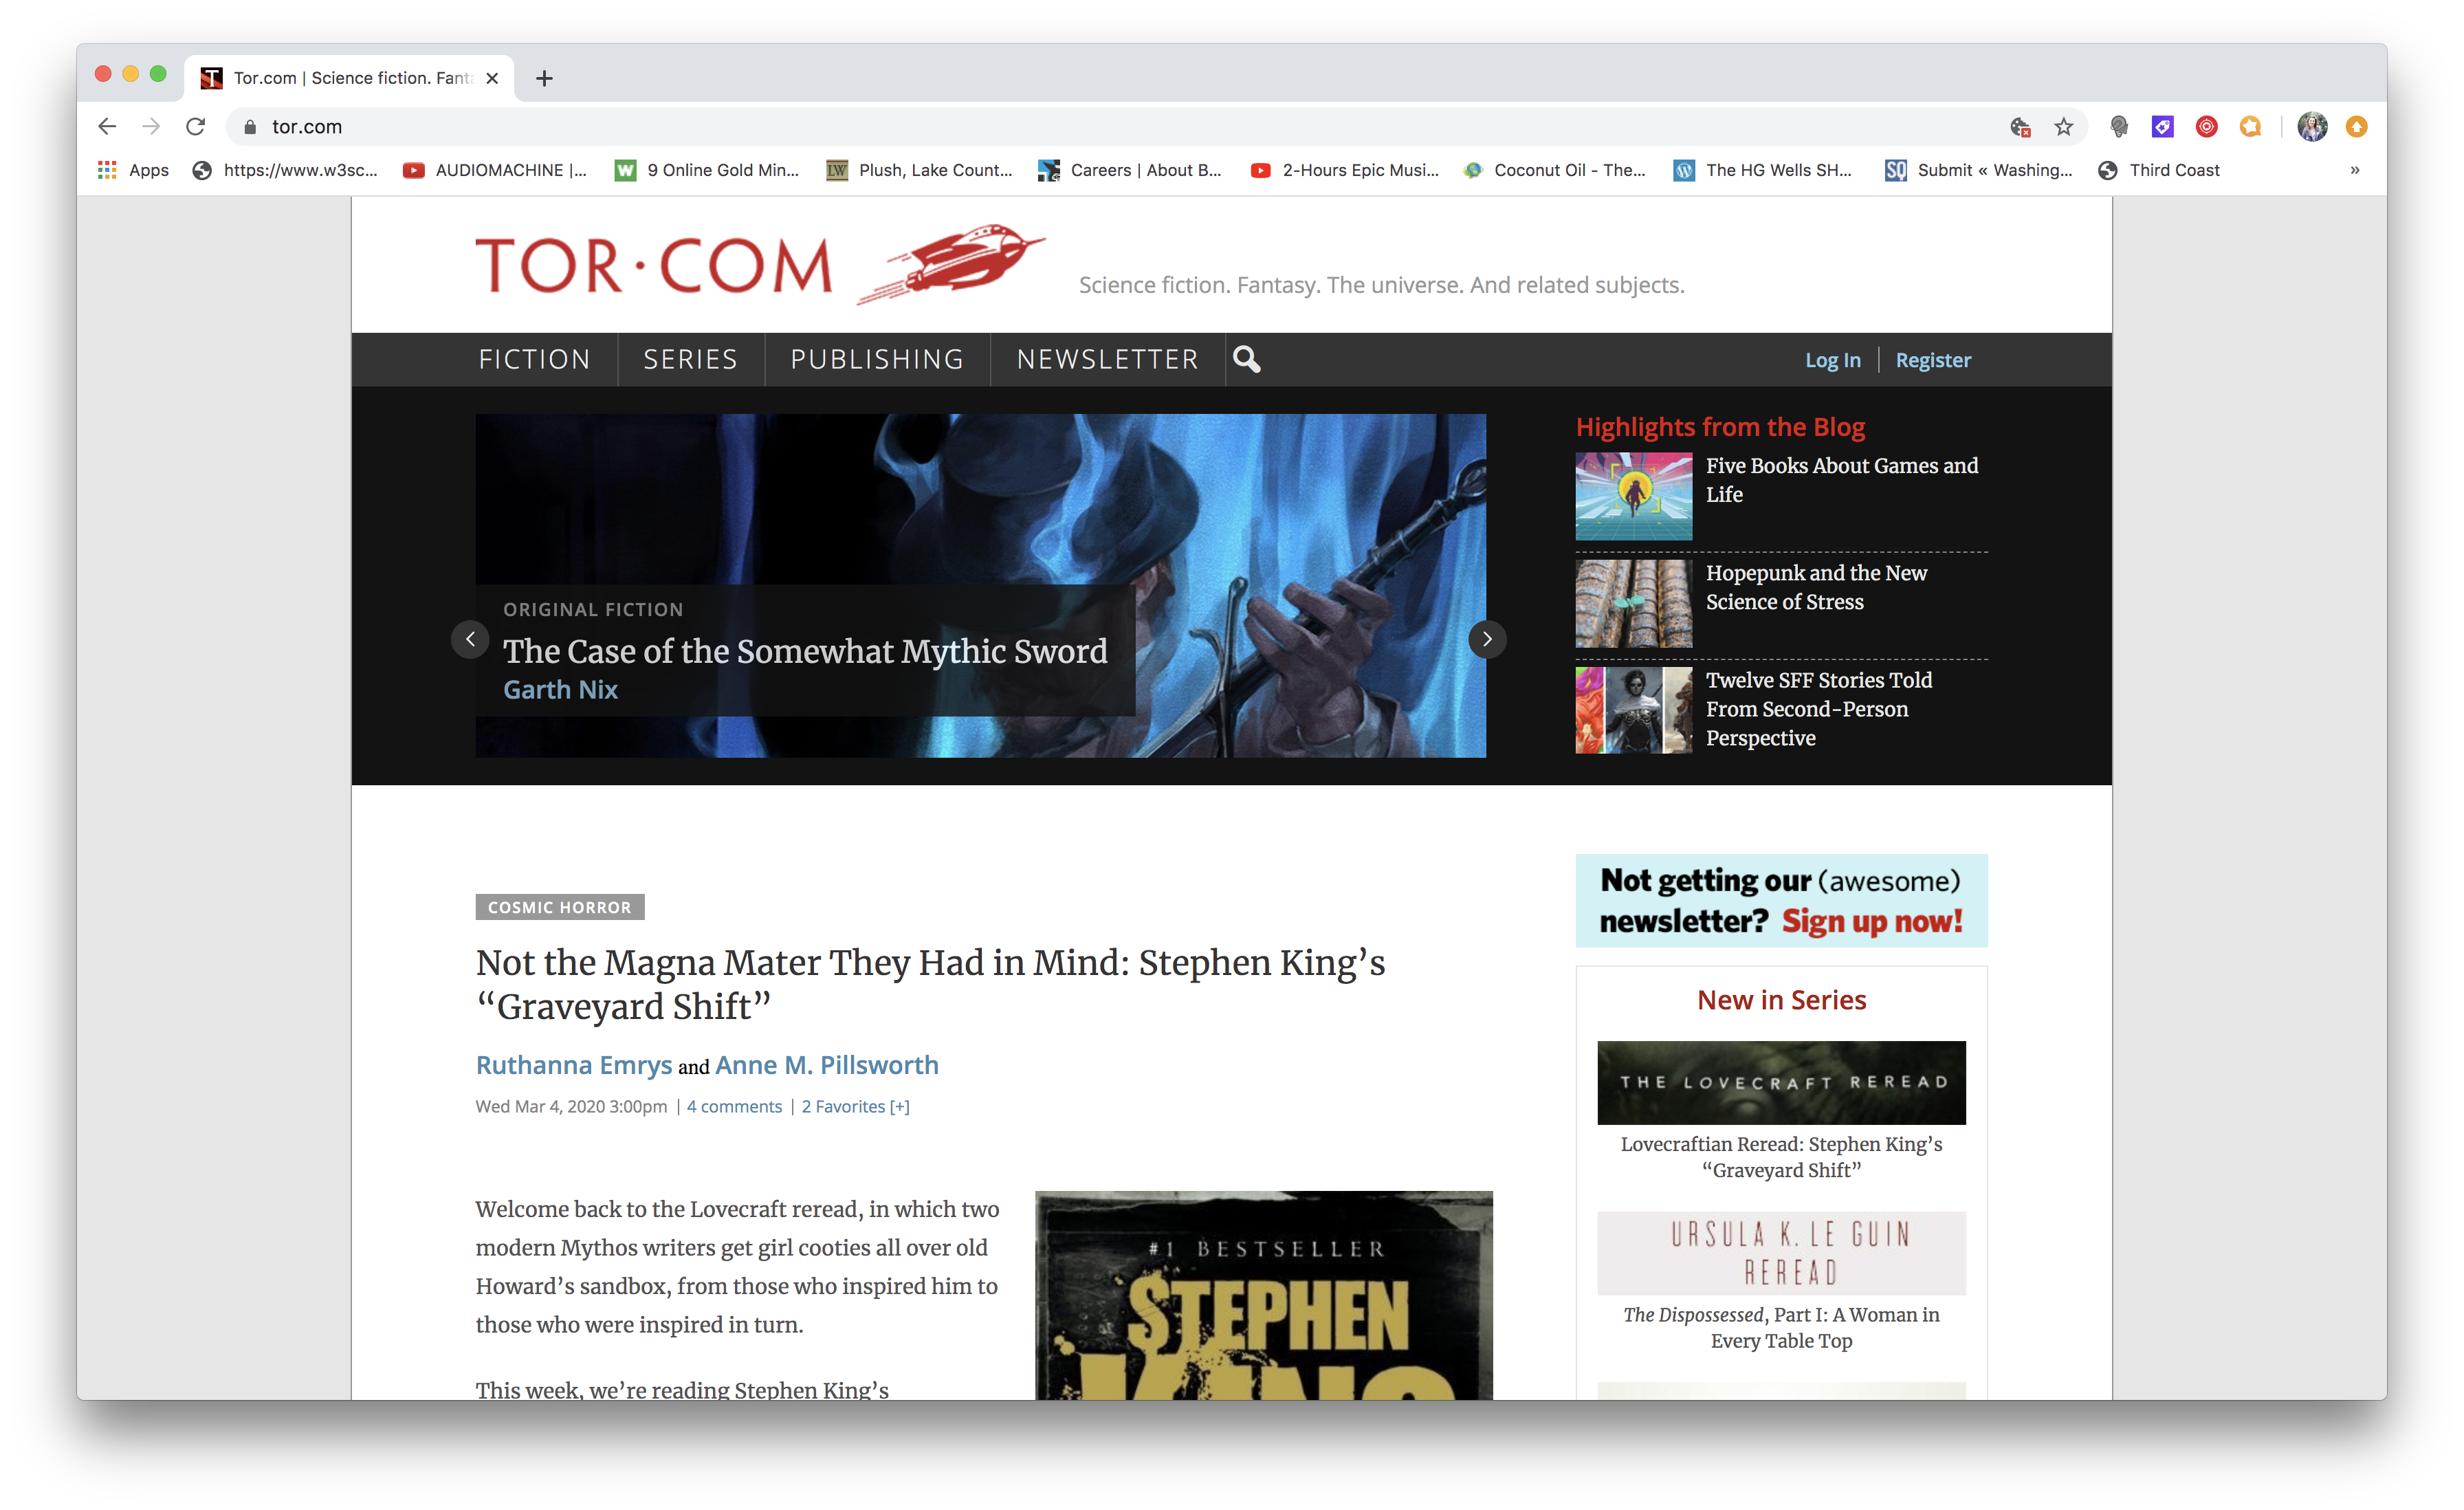 Tor.com | Science fiction. Fant
tor.com
Apps
https://www.w3sc...
AUDIOMACHINE |...
9 Online Gold Min...
LW
Plush, Lake Count...
Careers | About B...
2-Hours Epic Musi...
Coconut Oil - The...
The HG Wells SH...
SQ
Submit « Washing...
Third Coast
»
TOR·COM
Science fiction. Fantasy. The universe. And related subjects.
FICTION
SERIES
PUBLISHING
NEWSLETTER
Log In
Register
ORIGINAL FICTION
The Case of the Somewhat Mythic Sword
Garth Nix
Highlights from the Blog
Five Books About Games and
Life
Hopepunk and the New
Science of Stress
Twelve SFF Stories Told
From Second-Person
Perspective
COSMIC HORROR
Not the Magna Mater They Had in Mind: Stephen King’s
“Graveyard Shift”
Ruthanna Emrys and Anne M. Pillsworth
Wed Mar 4, 2020 3:00pm | 4 comments | 2 Favorites [+]
Welcome back to the Lovecraft reread, in which two
modern Mythos writers get girl cooties all over old
Howard’s sandbox, from those who inspired him to
those who were inspired in turn.
This week, we’re reading Stephen King’s
#1 BESTSELLER
STEPHEN
KING
Not getting our (awesome)
newsletter? Sign up now!
New in Series
THE LOVECRAFT REREAD
Lovecraftian Reread: Stephen King’s
“Graveyard Shift”
URSULA K. LE GUIN
REREAD
The Dispossessed, Part I: A Woman in
Every Table Top